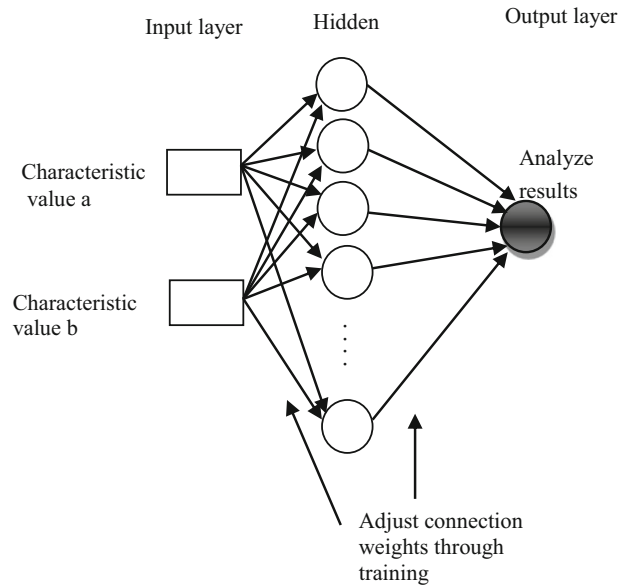 Input layer
Hidden
Output layer
Characteristic
value a
Analyze
results
Characteristic
value b
Adjust connection
weights through
training